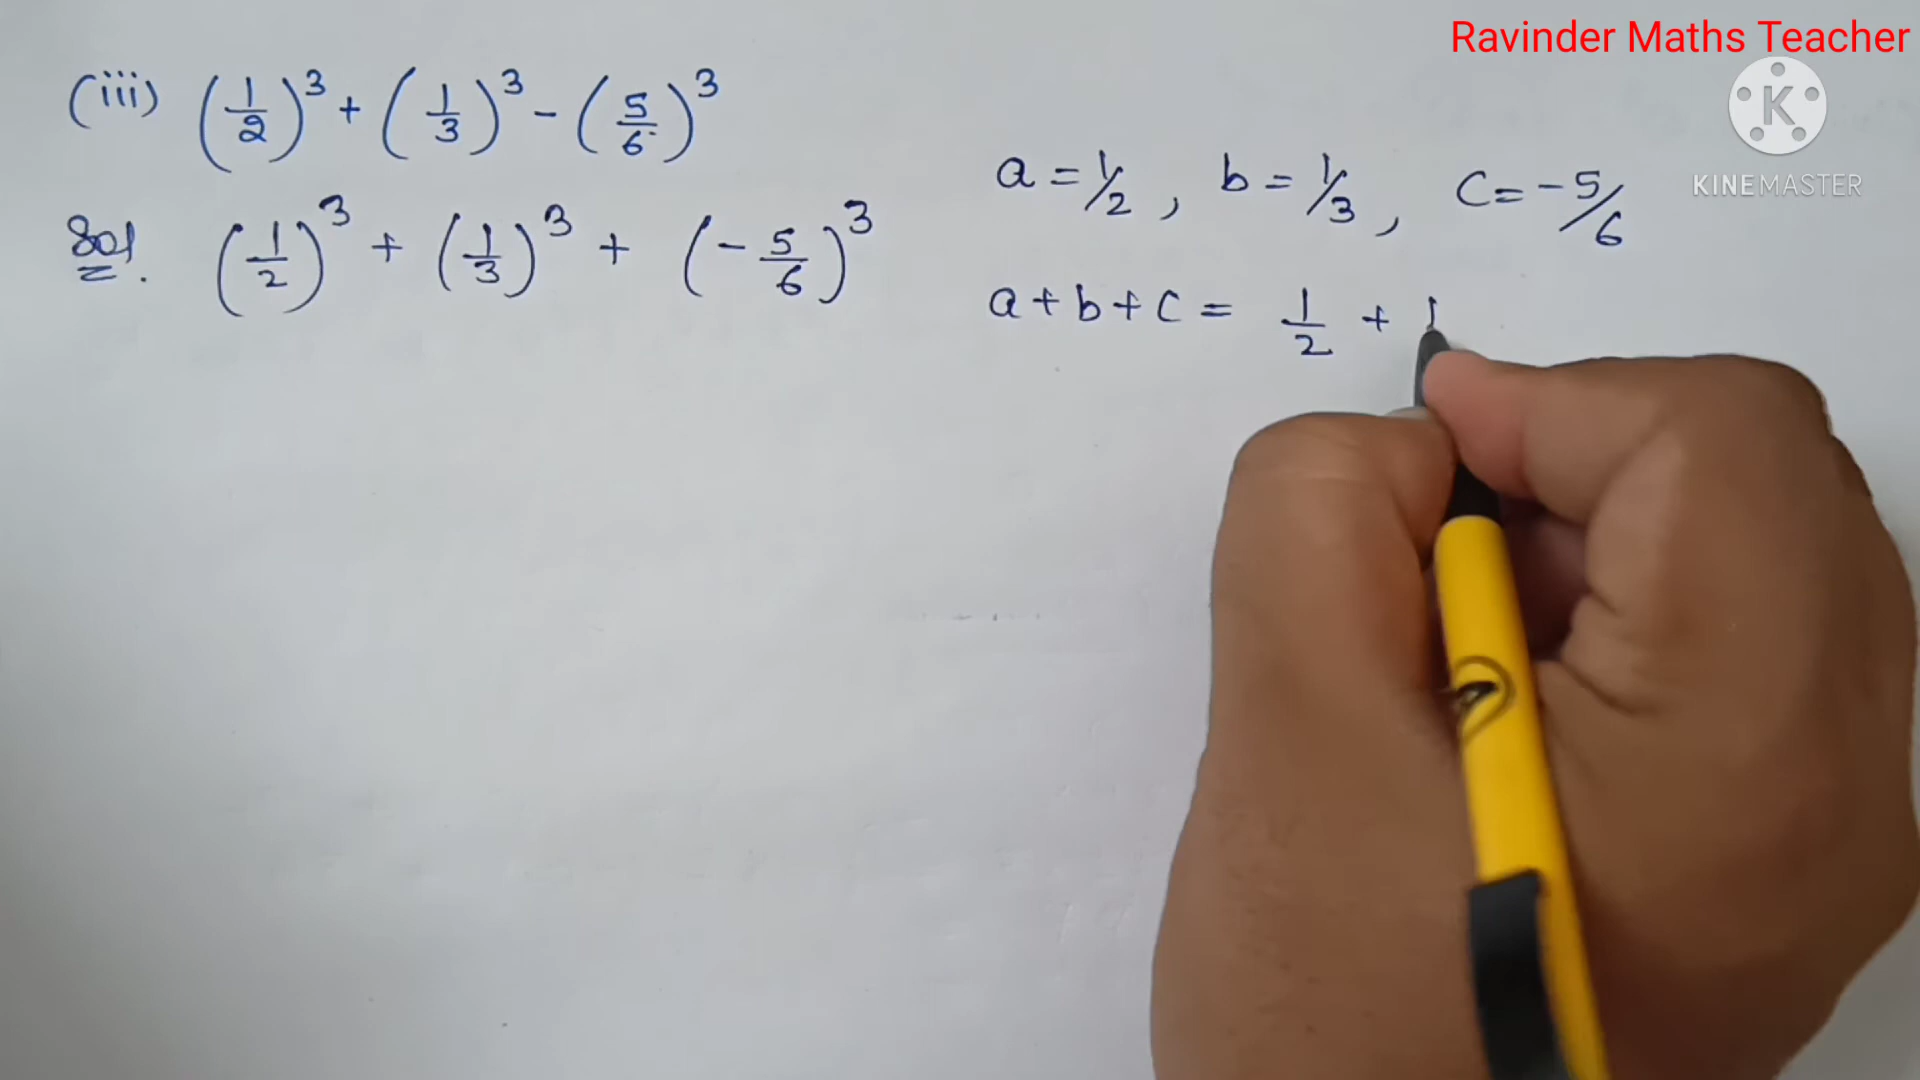 Ravinder Maths Teacher
K
KINEMASTER
(iii) (1/2)³ + (1/3)³ - (5/6)³
Sol. (1/2)³ + (1/3)³ + (-5/6)³
a = 1/2 , b = 1/3 , c = -5/6
a + b + c = 1/2 + 1